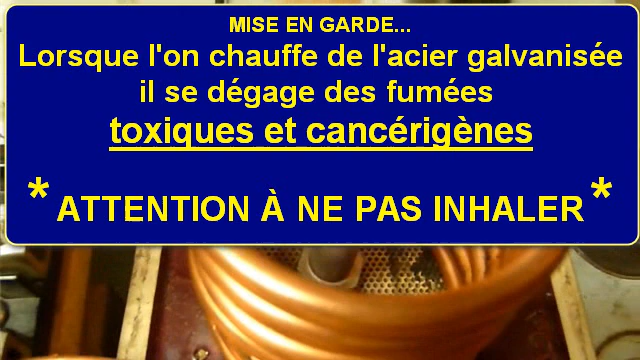 MISE EN GARDE...
Lorsque l'on chauffe de l'acier galvanisée
il se dégage des fumées
toxiques et cancérigènes
* ATTENTION À NE PAS INHALER *